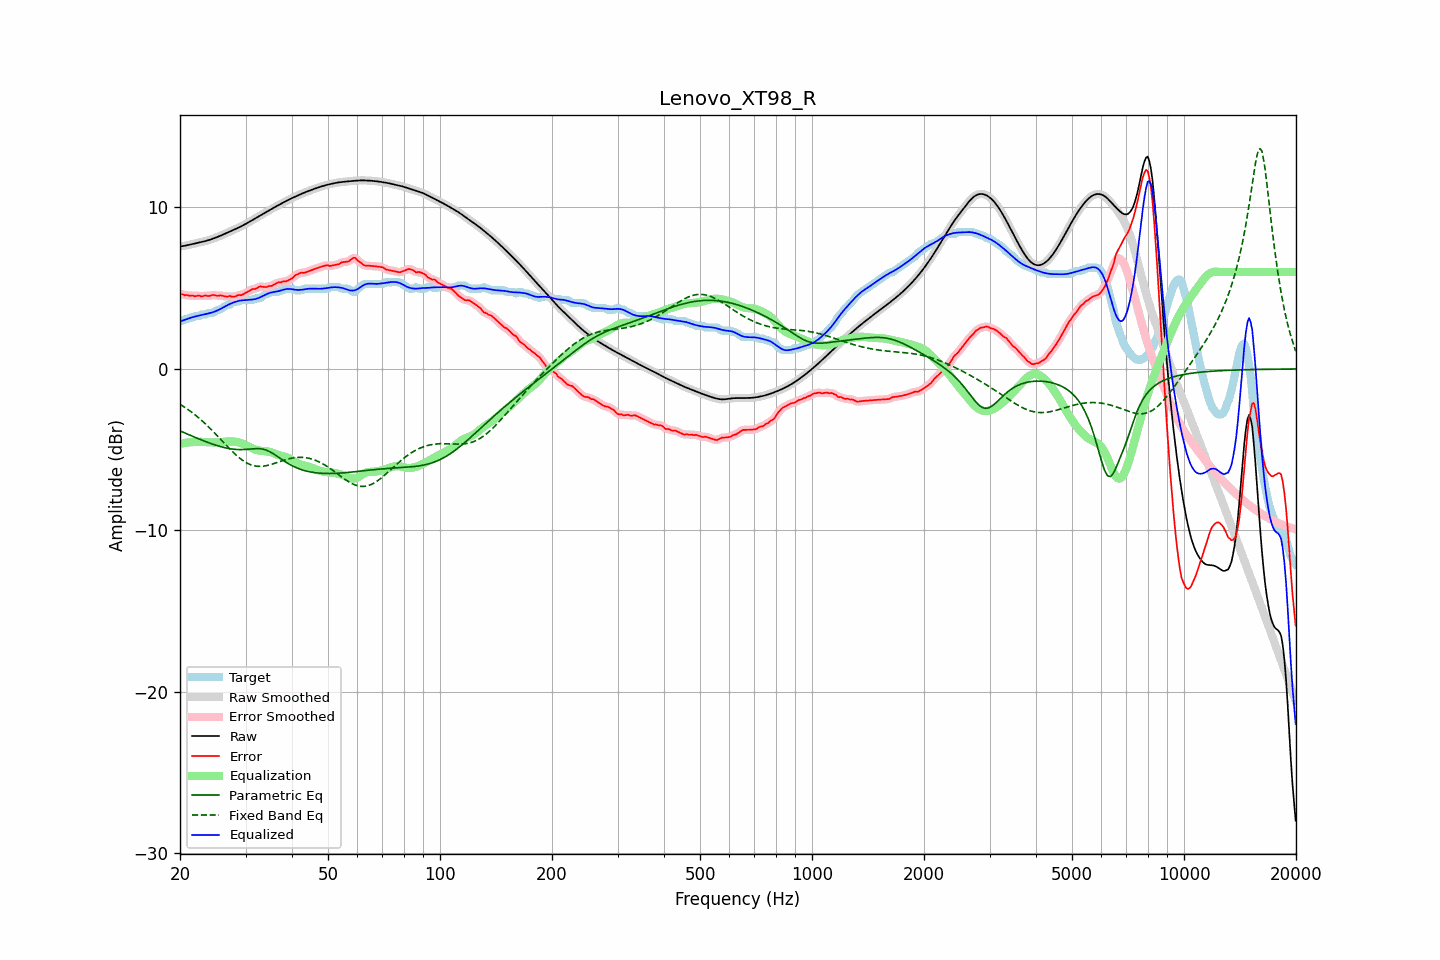 Lenovo_XT98_R
Amplitude (dBr)
10
0
−10
−20
−30
Target
Raw Smoothed
Error Smoothed
Raw
Error
Equalization
Parametric Eq
Fixed Band Eq
Equalized
20 50 100 200 500 1000 2000 5000 10000 20000
Frequency (Hz)